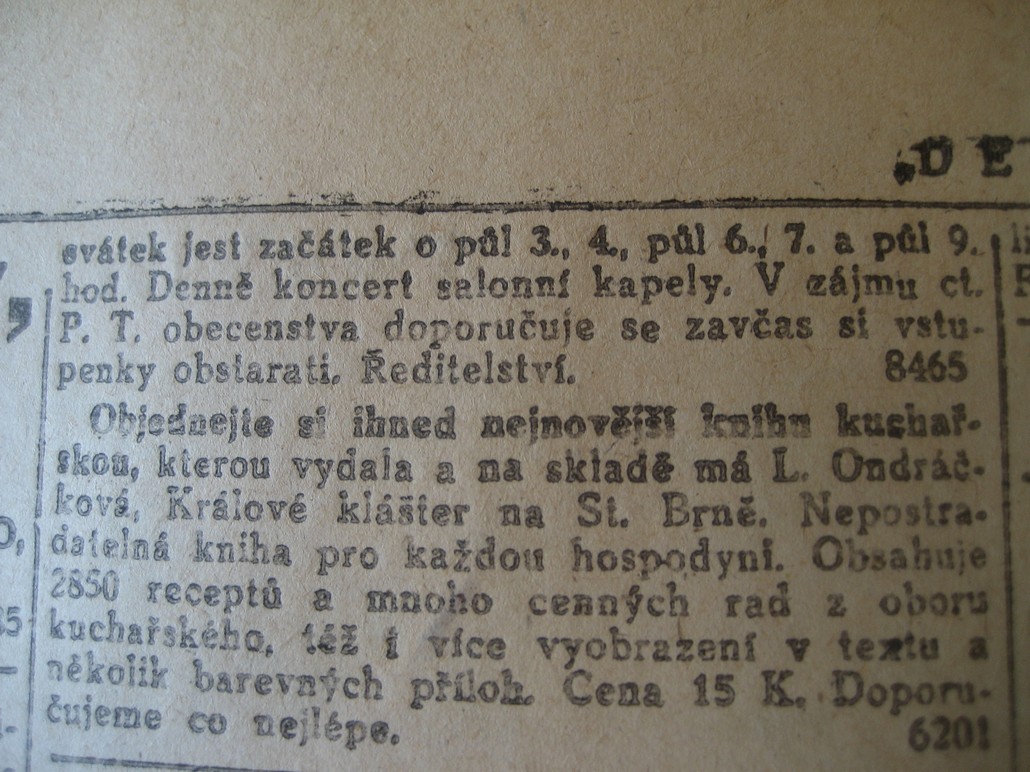 „DE
svátek jest začátek o půl 3., 4., půl 6., 7. a půl 9.
hod. Denně koncert salonní kapely. V zájmu ct.
P. T. obecenstva doporučuje se zavčas si vstu-
penky obstarati. Ředitelství. 8465
Objednejte si ihned nejnovější knihu kuchař-
skou, kterou vydala a na skladě má L. Ondráč-
ková, Králové klášter na St. Brně. Nepostra-
datelná kniha pro každou hospodyni. Obsahuje
2850 receptů a mnoho cenných rad z oboru
kuchařského, též i více vyobrazení v textu a
několik barevných příloh. Cena 15 K. Doporu-
čujeme co nejlépe. 6201